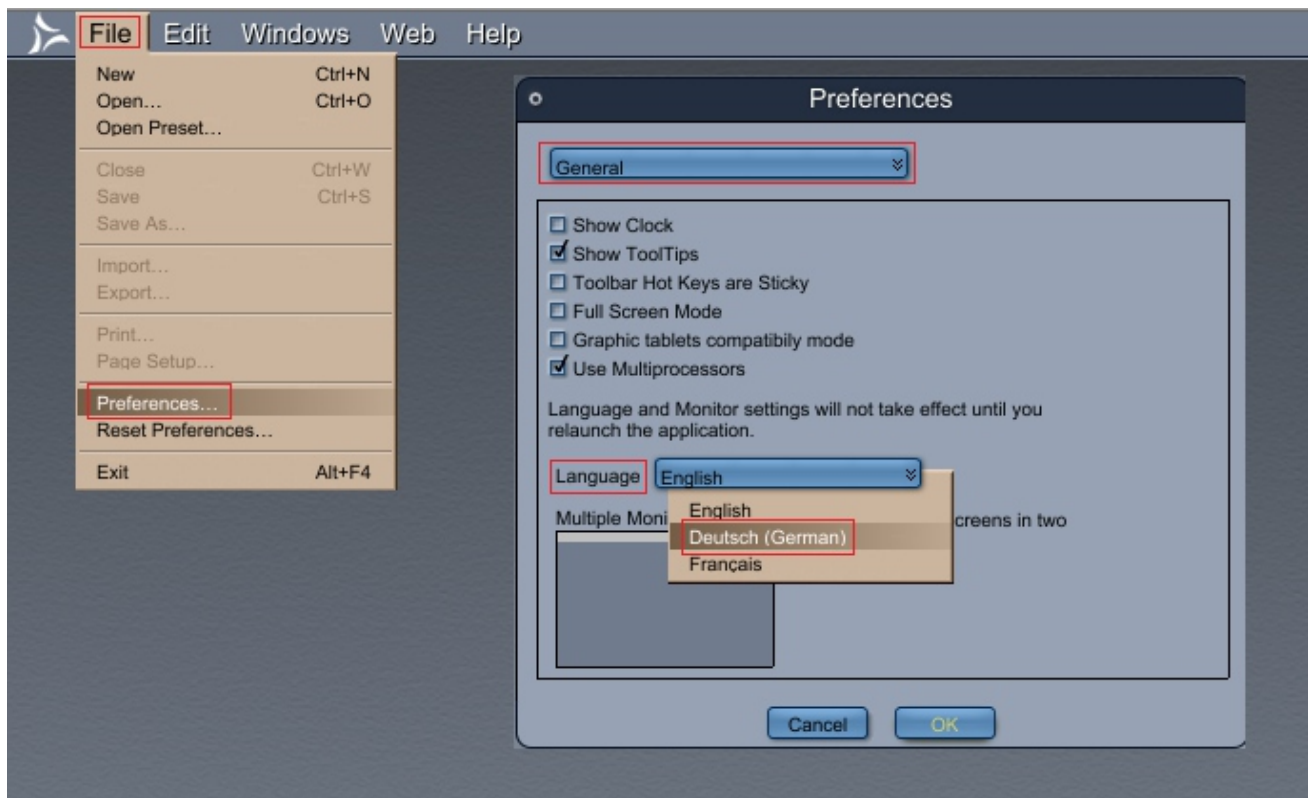 File Edit Windows Web Help
New Ctrl+N
Open... Ctrl+O
Open Preset...
Close Ctrl+W
Save Ctrl+S
Save As...
Import...
Export...
Print...
Page Setup...
Preferences...
Reset Preferences...
Exit Alt+F4
Preferences
General
Show Clock
Show ToolTips
Toolbar Hot Keys are Sticky
Full Screen Mode
Graphic tablets compatibily mode
Use Multiprocessors
Language and Monitor settings will not take effect until you
relaunch the application.
Language English
English
Multiple Moni creens in two
Deutsch (German)
Français
Cancel OK